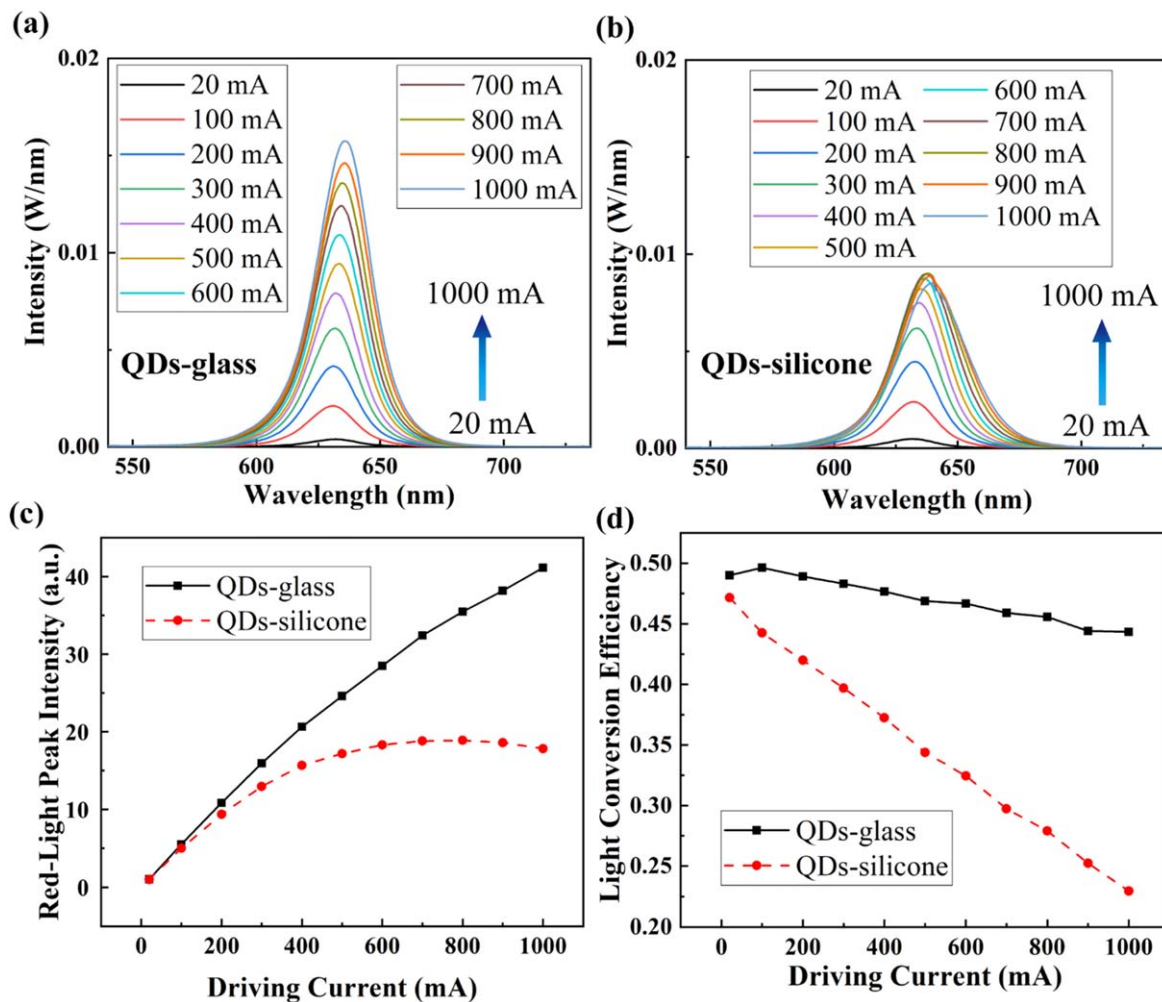 (a)
0.02
0.01
0.00
Intensity (W/nm)
20 mA
100 mA
200 mA
300 mA
400 mA
500 mA
600 mA
700 mA
800 mA
900 mA
1000 mA
1000 mA
20 mA
QDs-glass
550 600 650 700
Wavelength (nm)
(b)
0.02
0.01
0.00
Intensity (W/nm)
20 mA
100 mA
200 mA
300 mA
400 mA
500 mA
600 mA
700 mA
800 mA
900 mA
1000 mA
1000 mA
20 mA
QDs-silicone
550 600 650 700
Wavelength (nm)
(c)
40
30
20
10
0
Red-Light Peak Intensity (a.u.)
QDs-glass
QDs-silicone
0 200 400 600 800 1000
Driving Current (mA)
(d)
0.50
0.45
0.40
0.35
0.30
0.25
0.20
Light Conversion Efficiency
QDs-glass
QDs-silicone
0 200 400 600 800 1000
Driving Current (mA)